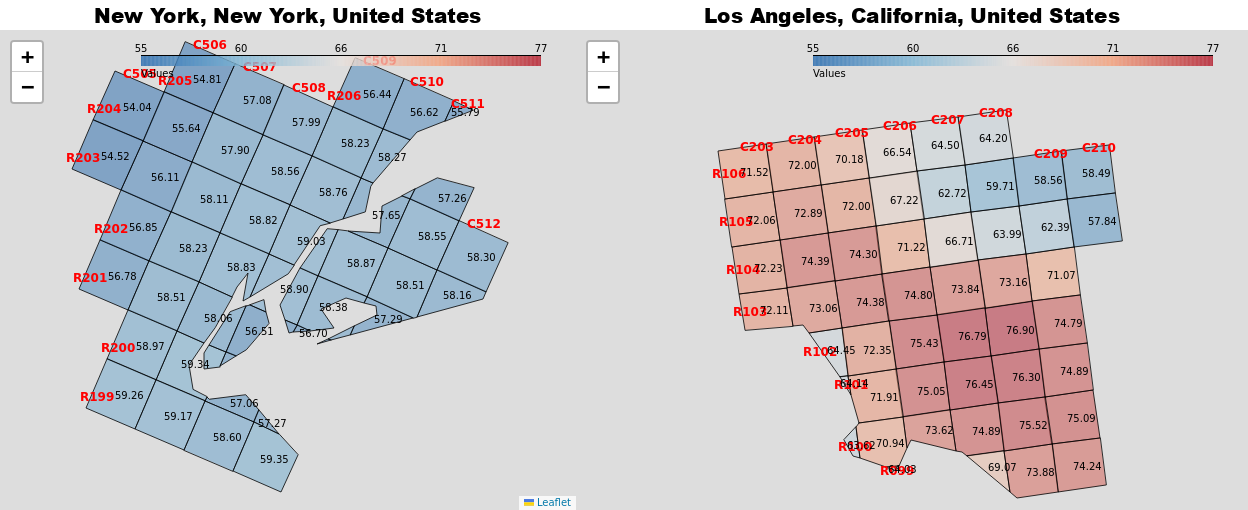 New York, New York, United States
Los Angeles, California, United States
+
−
55 60 66 71 77
Values
C506
C507
C509
C510
C511
C508
R205
R206
R204
R203
R202
R201
R200
R199
C512
54.81
57.08
56.44
56.62
55.79
54.04
55.64
57.99
58.23
58.27
54.52
57.90
58.56
56.11
58.11
58.76
57.65
57.26
56.85
58.82
58.55
58.23
59.03
58.30
56.78
58.83
58.87
58.51
58.90
58.51
58.16
58.06
58.38
57.29
56.51
56.70
58.97
59.34
59.26
59.17
57.06
57.27
58.60
59.35
Leaflet
+
−
55 60 66 71 77
Values
C203
C204
C205
C206
C207
C208
C209
C210
R106
71.52
72.00
70.18
66.54
64.50
64.20
58.56
58.49
R105
72.06
72.89
72.00
67.22
62.72
59.71
62.39
57.84
R104
72.23
74.39
74.30
71.22
66.71
63.99
71.07
R103
72.11
73.06
74.38
74.80
73.84
73.16
74.79
R102
64.45
72.35
75.43
76.79
76.90
74.89
R101
71.91
75.05
76.45
76.30
75.09
R100
70.94
73.62
74.89
75.52
74.24
69.07
73.88